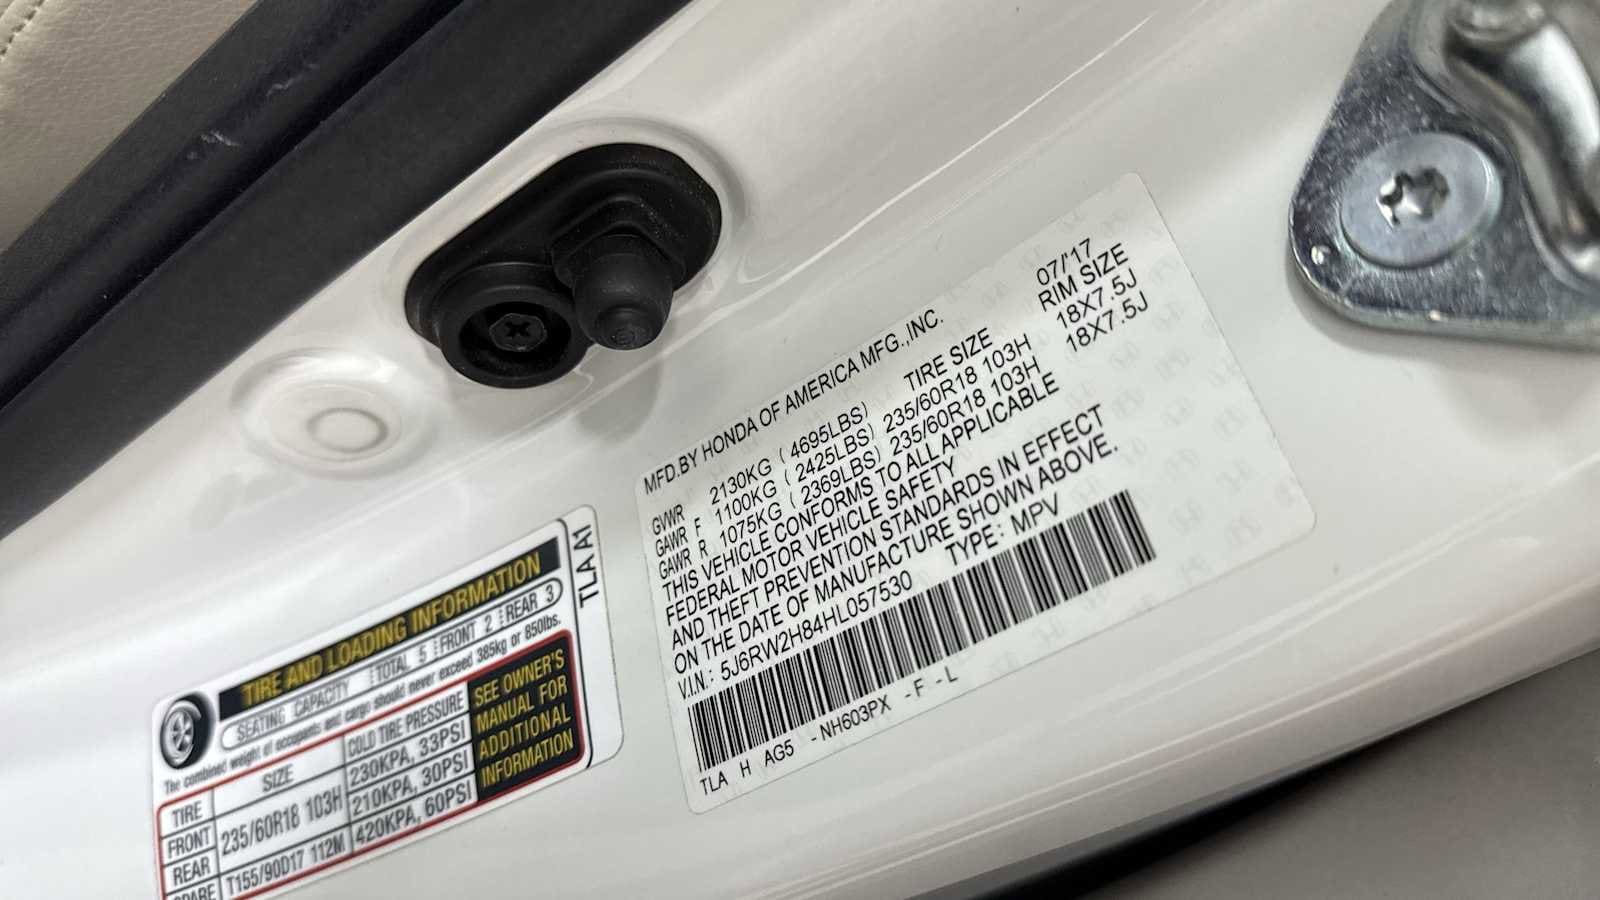 MFD.BY HONDA OF AMERICA MFG.,INC. 07/'17
GVWR 2130KG ( 4695LBS) TIRE SIZE RIM SIZE
GAWR F 1100KG ( 2425LBS) 235/60R18 103H 18X7.5J
GAWR R 1075KG ( 2369LBS) 235/60R18 103H 18X7.5J
THIS VEHICLE CONFORMS TO ALL APPLICABLE
FEDERAL MOTOR VEHICLE SAFETY
AND THEFT PREVENTION STANDARDS IN EFFECT
ON THE DATE OF MANUFACTURE SHOWN ABOVE.
V.I.N.: 5J6RW2H84HL057530 TYPE: MPV
TLA H AG5 -NH603PX -F -L
TIRE AND LOADING INFORMATION
TLA A1
SEATING CAPACITY TOTAL 5 FRONT 2 REAR 3
The combined weight of occupants and cargo should never exceed 385kg or 850lbs.
TIRE SIZE COLD TIRE PRESSURE
FRONT 235/60R18 103H 230KPA, 33PSI
REAR 210KPA, 30PSI
SPARE T155/90D17 112M 420KPA, 60PSI
SEE OWNER'S
MANUAL FOR
ADDITIONAL
INFORMATION